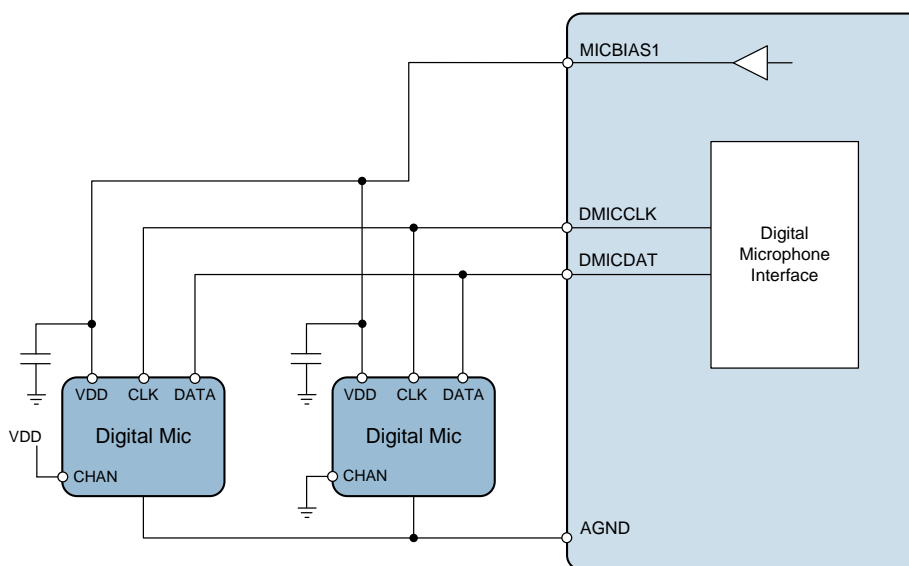 MICBIAS1
DMICCLK
DMICDAT
Digital
Microphone
Interface
VDD CLK DATA
Digital Mic
VDD
CHAN
VDD CLK DATA
Digital Mic
CHAN
AGND